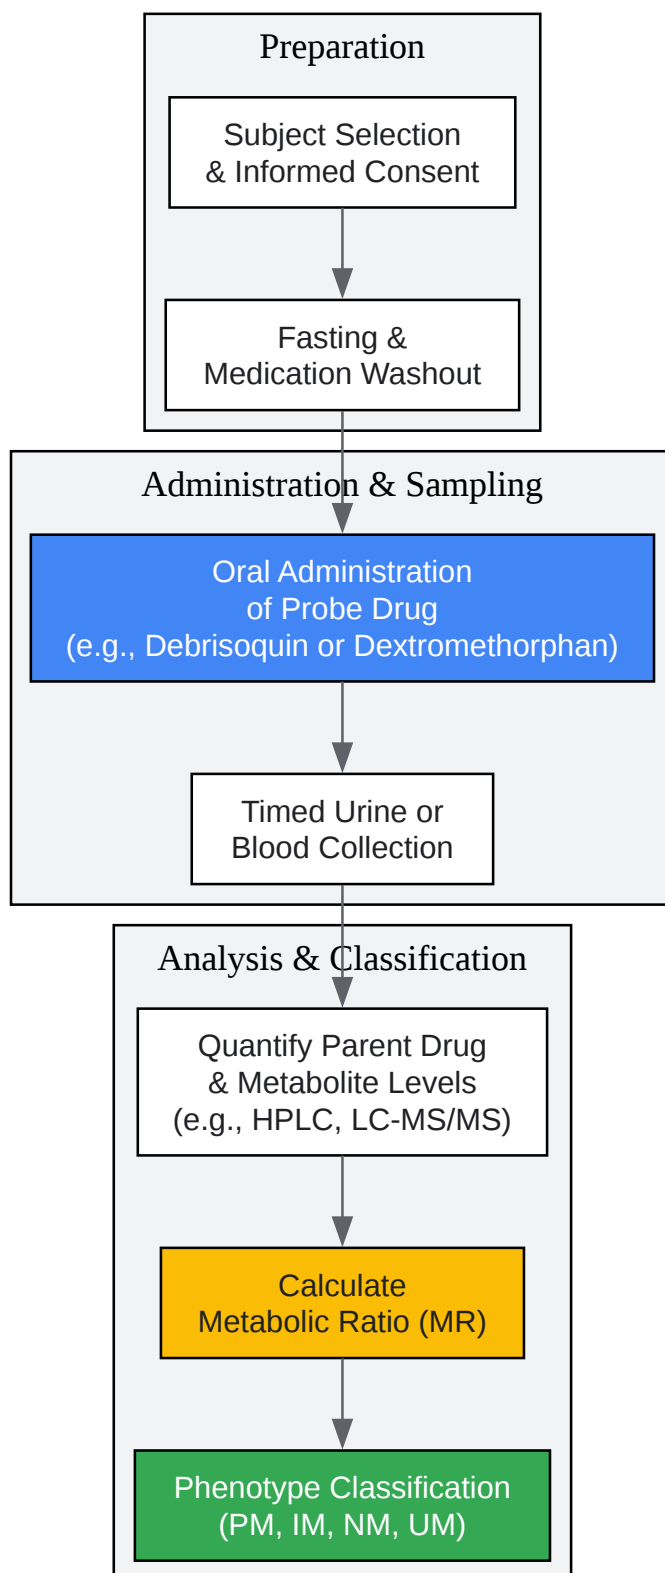 Preparation
Subject Selection
& Informed Consent
Fasting &
Medication Washout
Administration & Sampling
Oral Administration
of Probe Drug
(e.g., Debrisoquin or Dextromethorphan)
Timed Urine or
Blood Collection
Analysis & Classification
Quantify Parent Drug
& Metabolite Levels
(e.g., HPLC, LC-MS/MS)
Calculate
Metabolic Ratio (MR)
Phenotype Classification
(PM, IM, NM, UM)